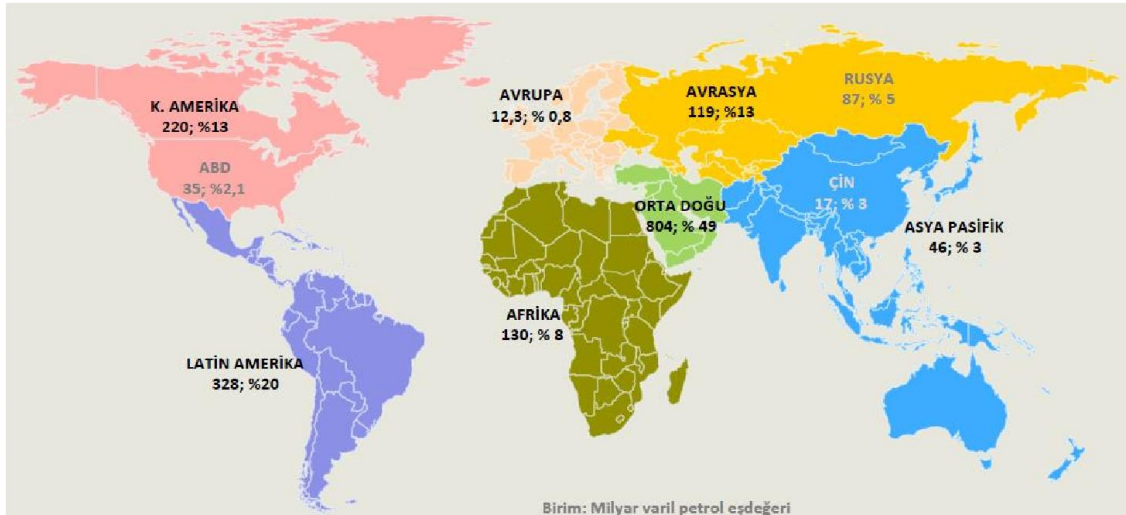 K. AMERİKA
220; %13
ABD
35; %2,1
LATİN AMERİKA
328; %20
AVRUPA
12,3; % 0,8
AFRİKA
130; % 8
ORTA DOĞU
804; % 49
AVRASYA
119; %13
RUSYA
87; % 5
ÇİN
17; % 3
ASYA PASİFİK
46; % 3
Birim: Milyar varil petrol eşdeğeri